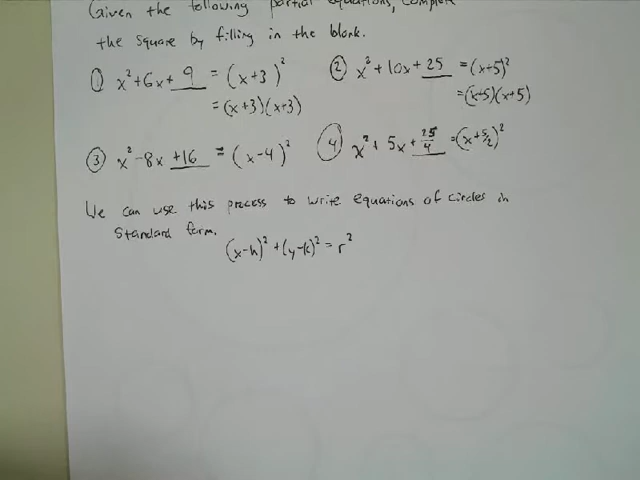 Given the following partial equations, complete
the square by filling in the blank.
① x²+6x+ 9 = (x+3)²
= (x+3)(x+3)
② x²+10x+25 = (x+5)²
= (x+5)(x+5)
③ x²-8x +16 = (x-4)²
④ x²+5x+ 25/4 = (x+5/2)²
We can use this process to write equations of circles in
standard form.
(x-h)²+(y-k)²=r²